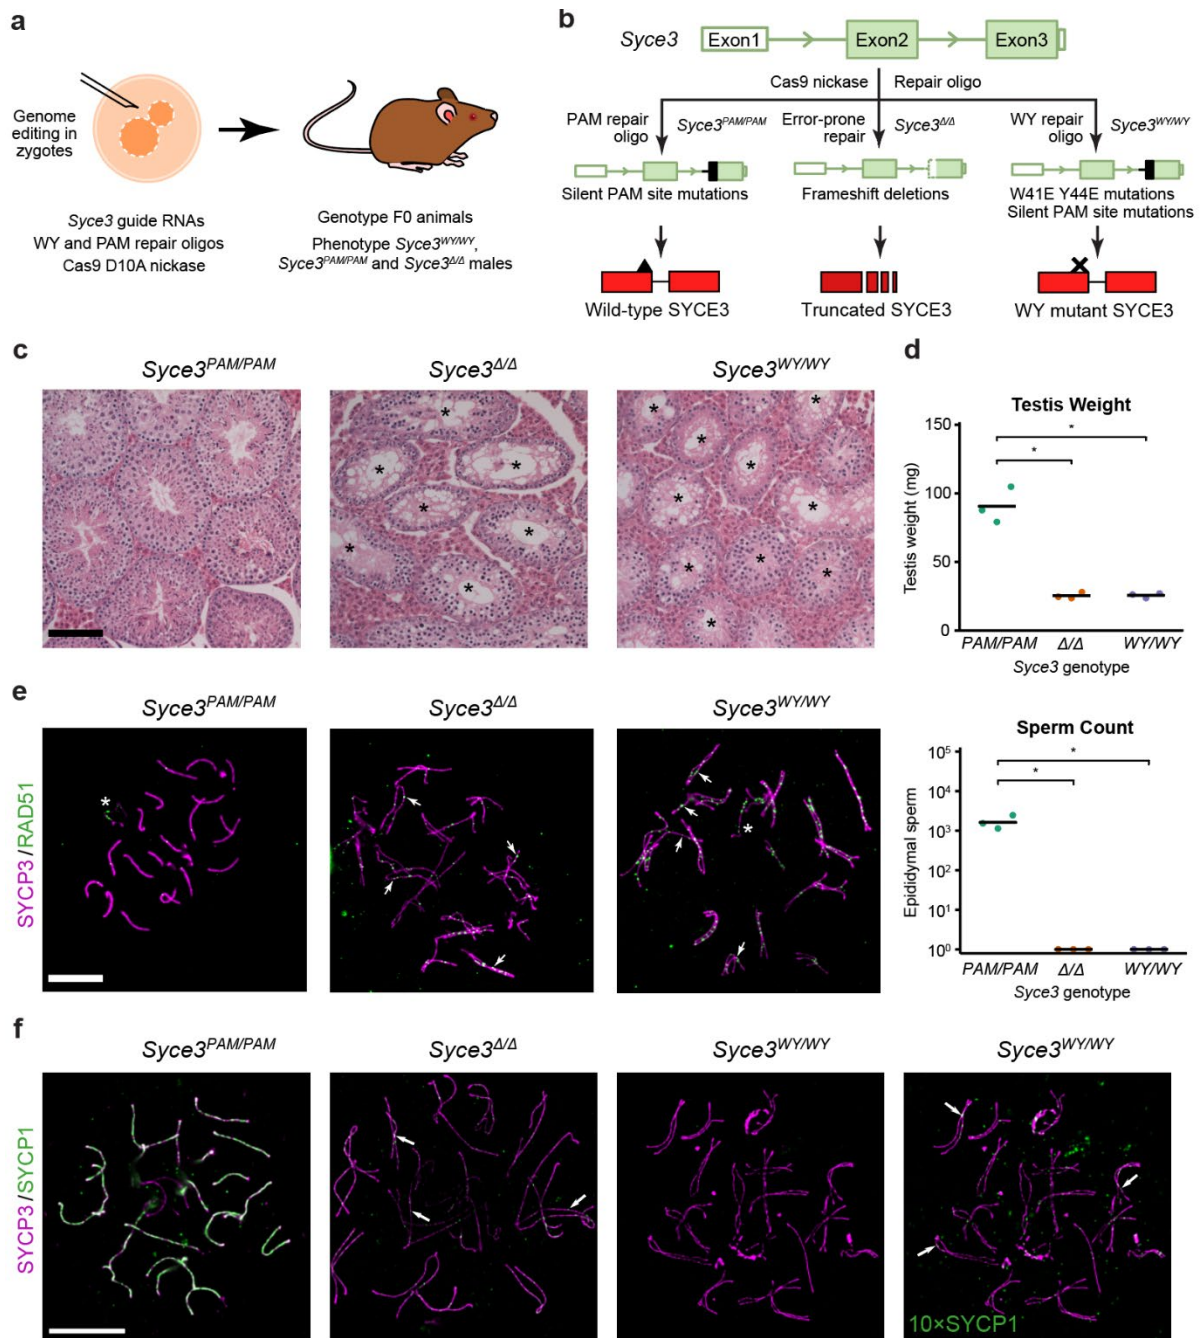 a
Genome
editing in
zygotes
Syce3 guide RNAs
WY and PAM repair oligos
Cas9 D10A nickase
Genotype F0 animals
Phenotype Syce3WY/WY,
Syce3PAM/PAM and Syce3Δ/Δ males
b
Syce3
Exon1
Exon2
Exon3
Cas9 nickase
Repair oligo
PAM repair
oligo
Syce3PAM/PAM
Error-prone
repair
Syce3Δ/Δ
WY repair
oligo
Syce3WY/WY
Silent PAM site mutations
Frameshift deletions
W41E Y44E mutations
Silent PAM site mutations
Wild-type SYCE3
Truncated SYCE3
WY mutant SYCE3
c
Syce3PAM/PAM
Syce3Δ/Δ
Syce3WY/WY
* * * * * * * *
* * * * * * * * * *
d
Testis Weight
Testis weight (mg)
150
100
50
0
*
*
PAM/PAM
Δ/Δ
WY/WY
Syce3 genotype
Sperm Count
Epididymal sperm
105
104
103
102
101
100
*
*
PAM/PAM
Δ/Δ
WY/WY
Syce3 genotype
e
Syce3PAM/PAM
Syce3Δ/Δ
Syce3WY/WY
SYCP3/RAD51
*
*
f
Syce3PAM/PAM
Syce3Δ/Δ
Syce3WY/WY
Syce3WY/WY
SYCP3/SYCP1
10×SYCP1